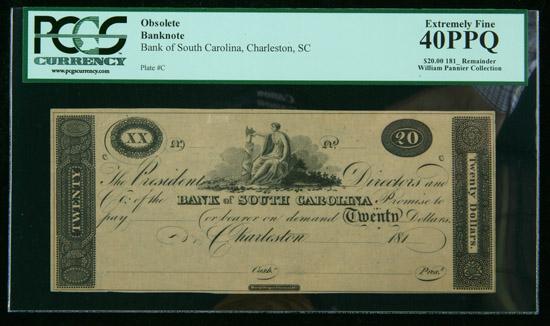 PCGS
CURRENCY
www.pcgscurrency.com
Obsolete
Banknote
Bank of South Carolina, Charleston, SC
Plate #C
Extremely Fine
40PPQ
$20.00 181_ Remainder
William Pannier Collection
XX
20
C
C
TWENTY
Twenty Dollars.
The President Directors and
Co. of the BANK of SOUTH CAROLINA Promise to
pay or bearer on demand Twenty Dollars.
Charleston 181
Cash.r
Pres.t